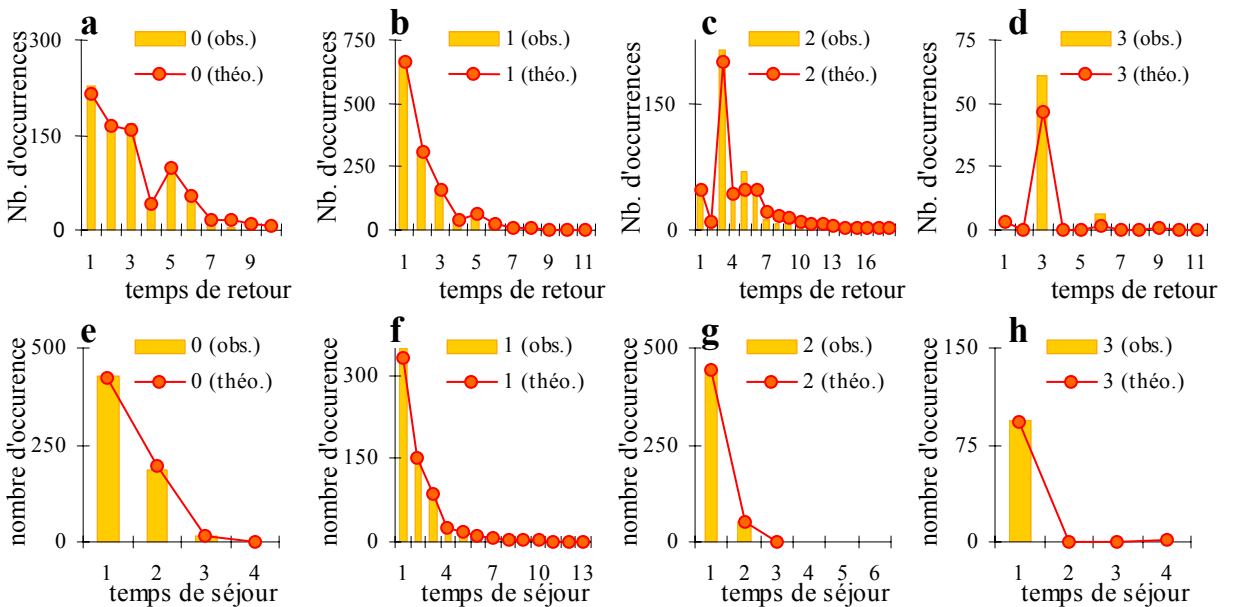 a
0 (obs.)
0 (théo.)
Nb. d'occurrences
300
150
0
1 3 5 7 9
temps de retour
b
1 (obs.)
1 (théo.)
Nb. d'occurrences
750
500
250
0
1 3 5 7 9 11
temps de retour
c
2 (obs.)
2 (théo.)
Nb. d'occurrences
150
0
1 4 7 10 13 16
temps de retour
d
3 (obs.)
3 (théo.)
Nb. d'occurrences
75
50
25
0
1 3 5 7 9 11
temps de retour
e
0 (obs.)
0 (théo.)
nombre d'occurence
500
250
0
1 2 3 4
temps de séjour
f
1 (obs.)
1 (théo.)
nombre d'occurence
300
150
0
1 4 7 10 13
temps de séjour
g
2 (obs.)
2 (théo.)
nombre d'occurence
500
250
0
1 2 3 4 5 6
temps de séjour
h
3 (obs.)
3 (théo.)
nombre d'occurence
150
75
0
1 2 3 4
temps de séjour